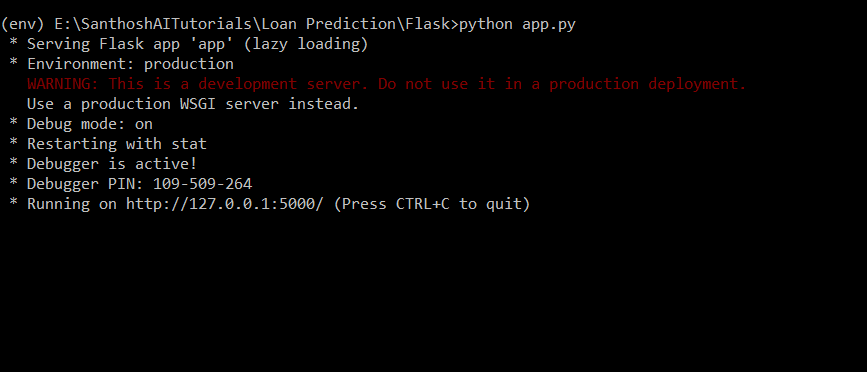 (env) E:\SanthoshAITutorials\Loan Prediction\Flask>python app.py
* Serving Flask app 'app' (lazy loading)
* Environment: production
WARNING: This is a development server. Do not use it in a production deployment.
Use a production WSGI server instead.
* Debug mode: on
* Restarting with stat
* Debugger is active!
* Debugger PIN: 109-509-264
* Running on http://127.0.0.1:5000/ (Press CTRL+C to quit)